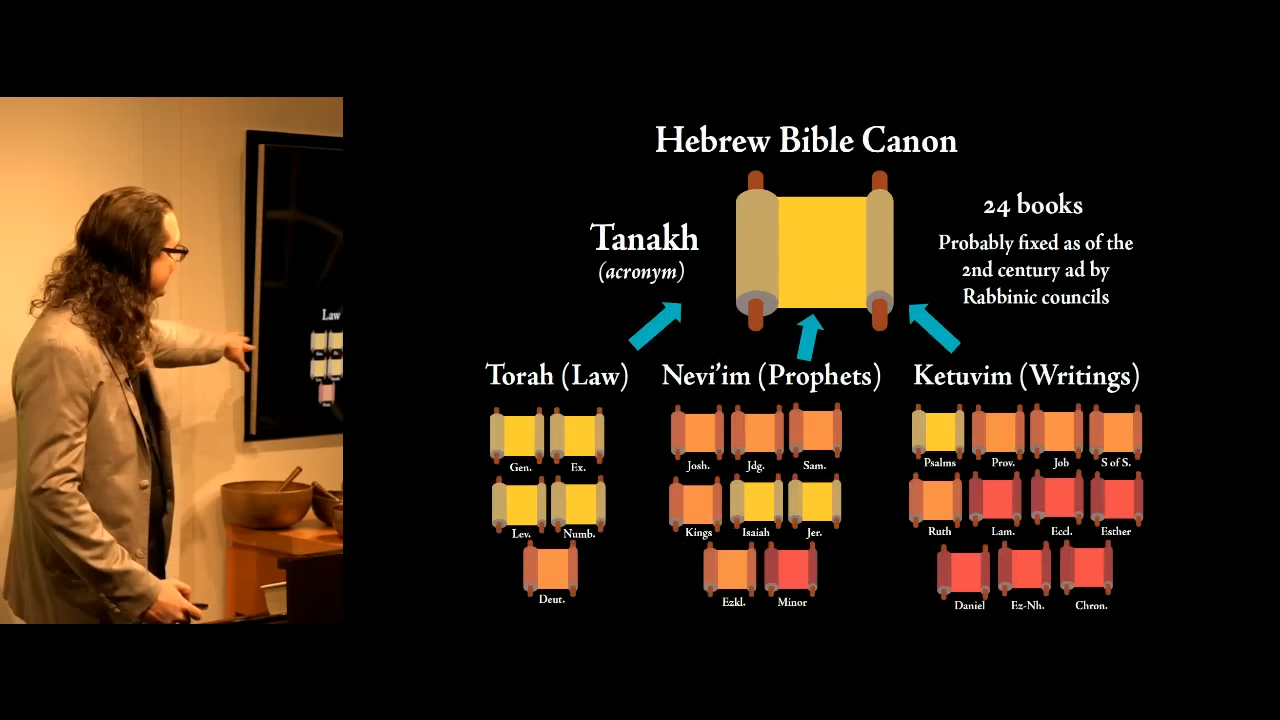 Hebrew Bible Canon
Tanakh
(acronym)
24 books
Probably fixed as of the
2nd century ad by
Rabbinic councils
Torah (Law)
Gen. Ex.
Lev. Numb.
Deut.
Nevi'im (Prophets)
Josh. Jdg. Sam.
Kings Isaiah Jer.
Ezkl. Minor
Ketuvim (Writings)
Psalms Prov. Job S of S.
Ruth Lam. Eccl. Esther
Daniel Ez-Nh. Chron.
Law